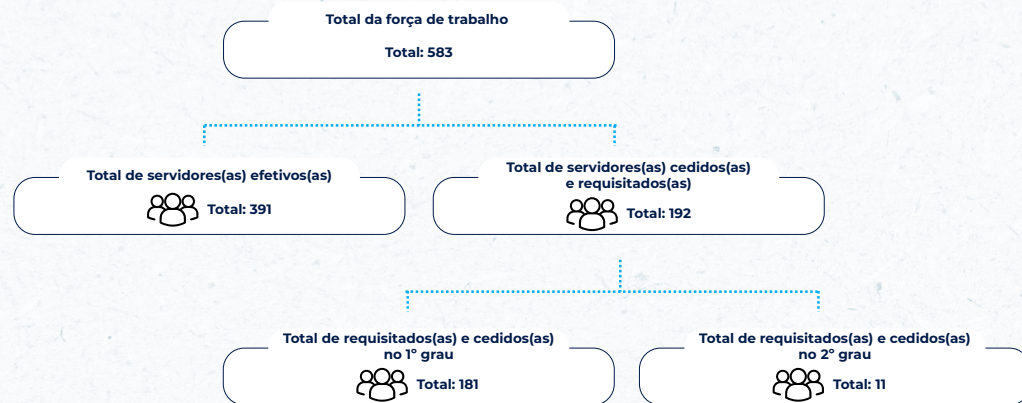 Total da força de trabalho
Total: 583
Total de servidores(as) efetivos(as)
Total: 391
Total de servidores(as) cedidos(as)
e requisitados(as)
Total: 192
Total de requisitados(as) e cedidos(as)
no 1º grau
Total: 181
Total de requisitados(as) e cedidos(as)
no 2º grau
Total: 11